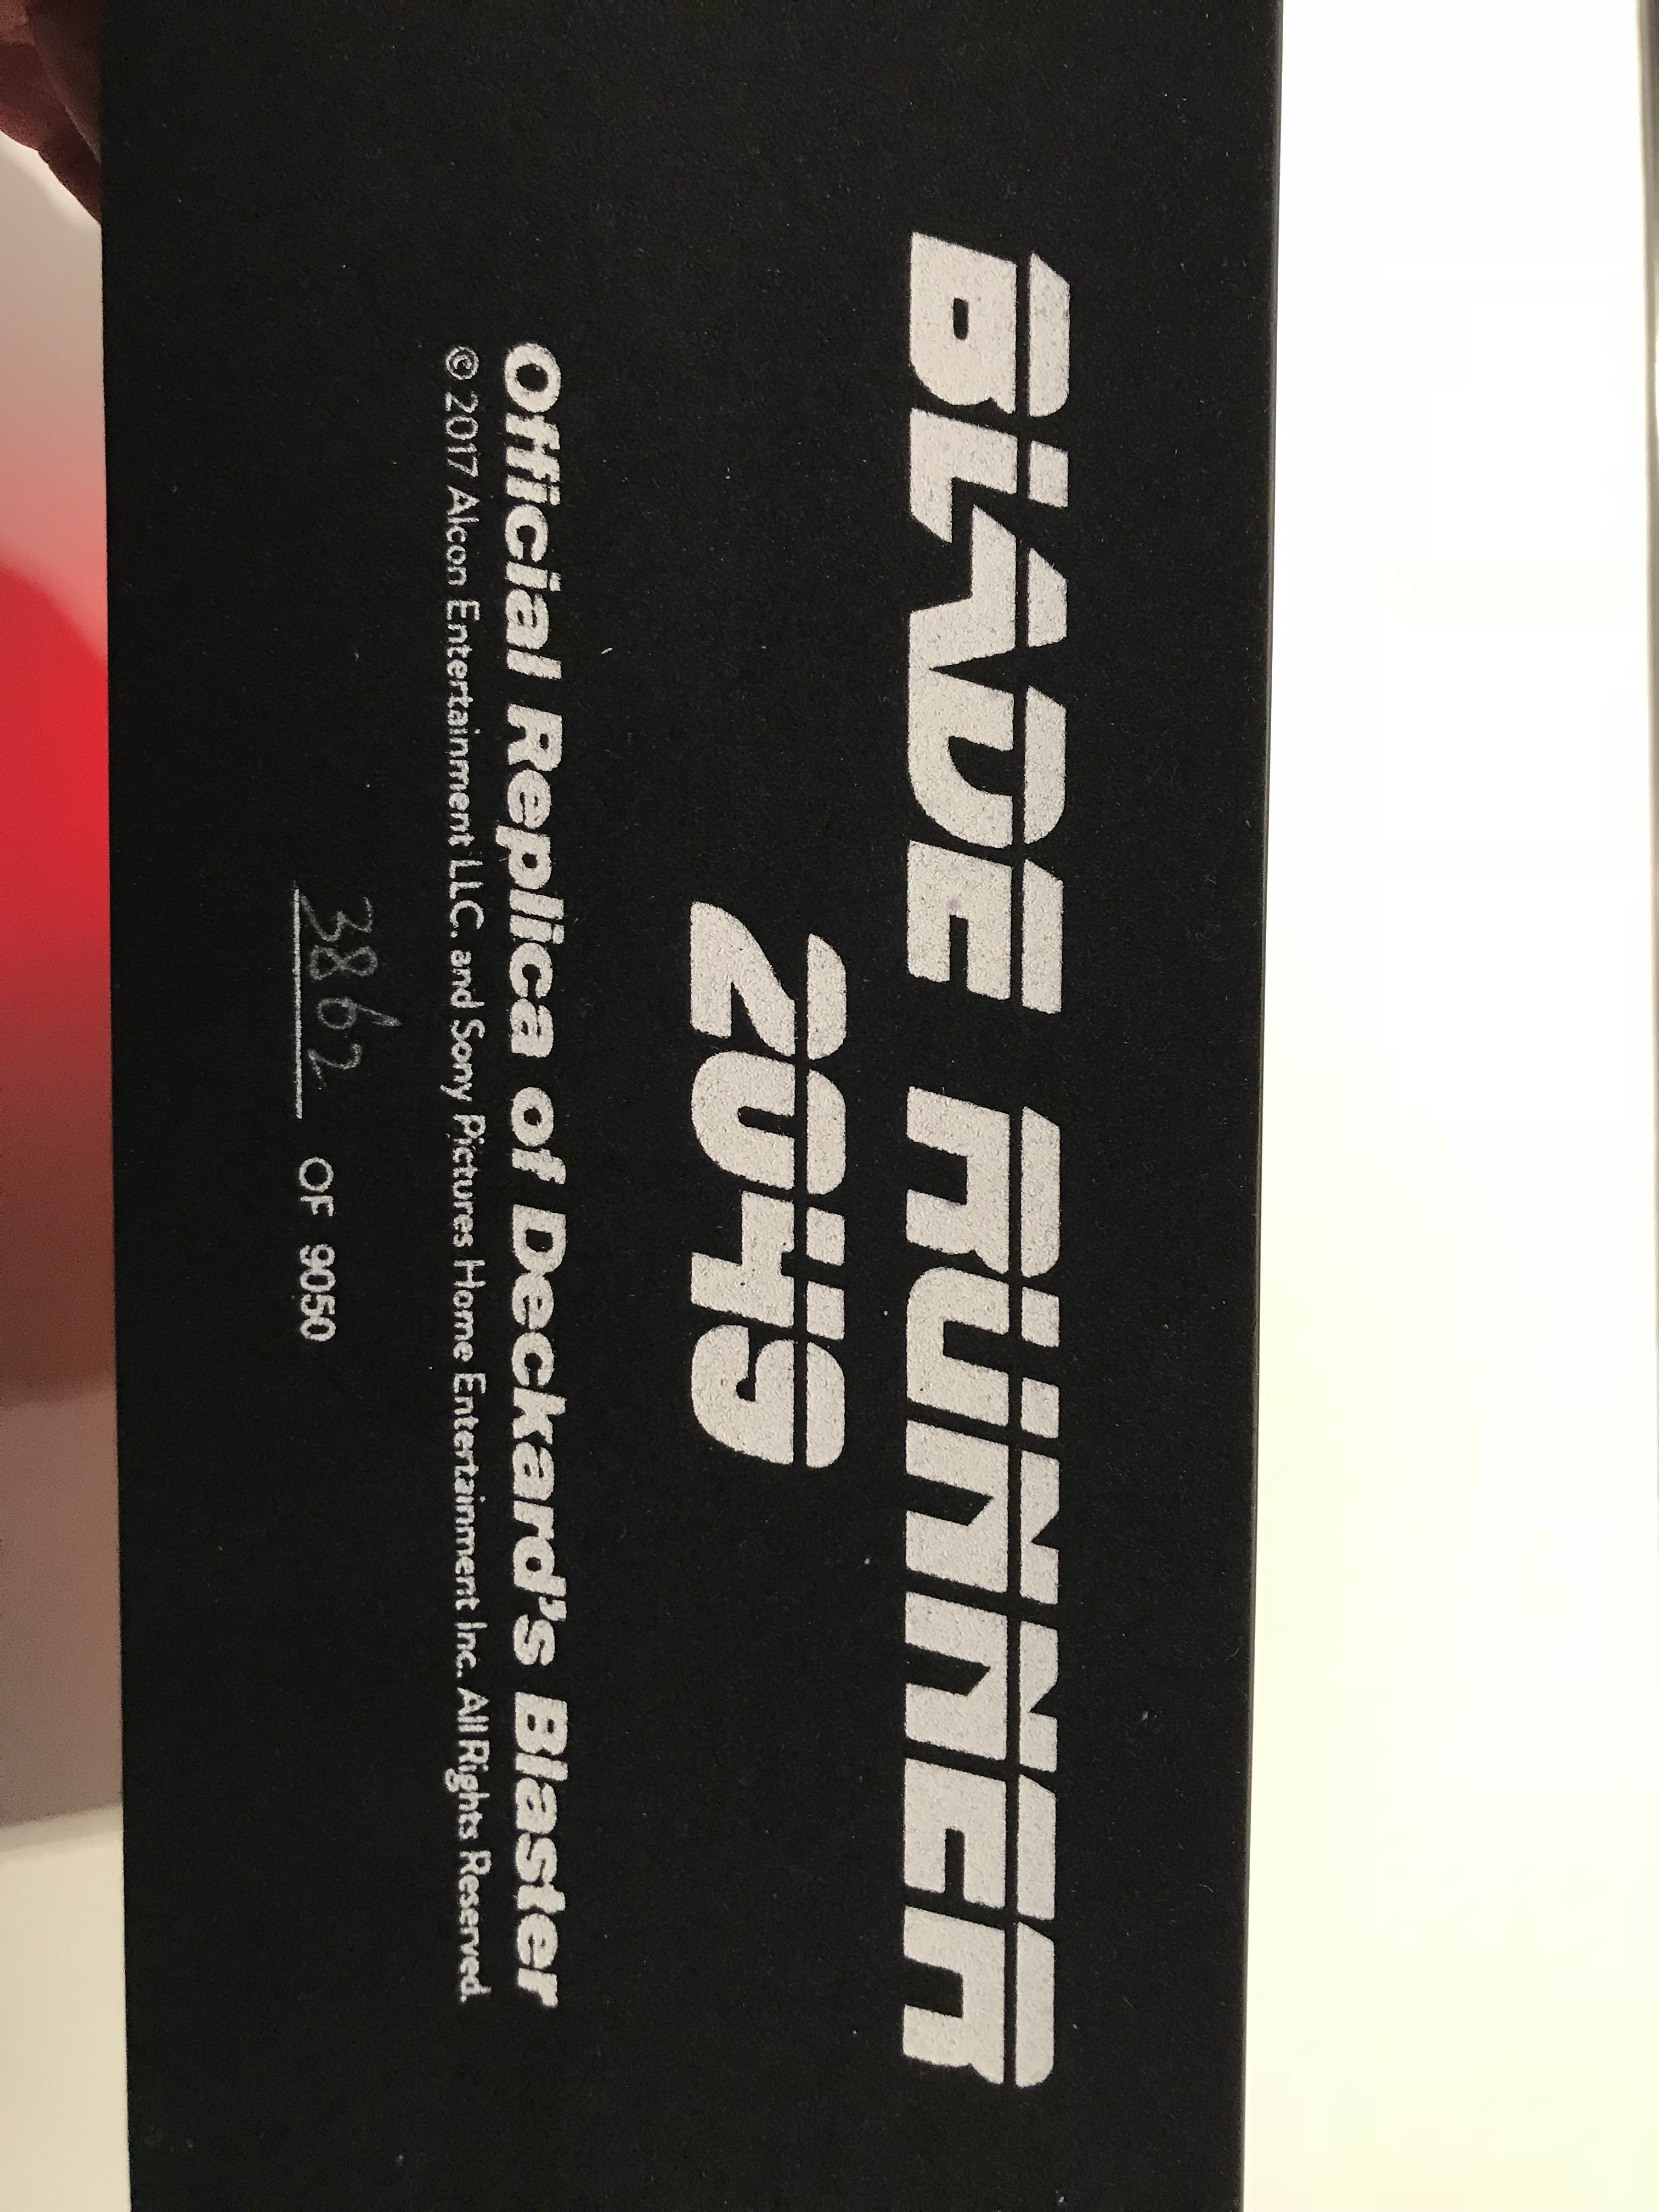 BLADE RUNNER
2049
Official Replica of Deckard's Blaster
© 2017 Alcon Entertainment LLC. and Sony Pictures Home Entertainment Inc. All Rights Reserved.
3862 OF 9050